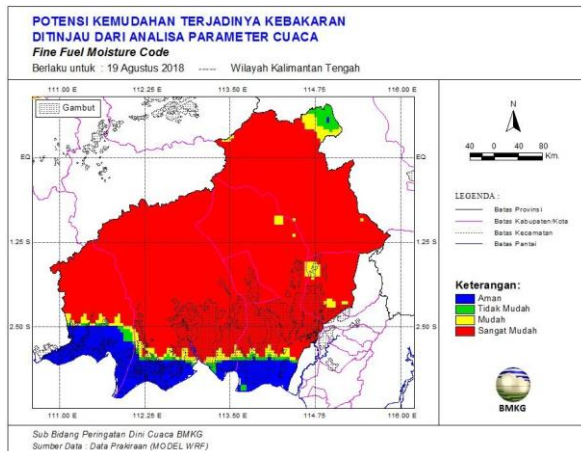 POTENSI KEMUDAHAN TERJADINYA KEBAKARAN
DITINJAU DARI ANALISA PARAMETER CUACA
Fine Fuel Moisture Code
Berlaku untuk : 19 Agustus 2018 ----- Wilayah Kalimantan Tengah
111.00 E 112.25 E 113.50 E 114.75 E 116.00 E
Gambut
EQ EQ
1.25 S 1.25 S
2.50 S 2.50 S
111.00 E 112.25 E 113.50 E 114.75 E 116.00 E
N
40 0 40 80 Km.
LEGENDA :
Batas Provinsi
Batas Kabupaten/Kota
Batas Kecamatan
Batas Pantai
Keterangan:
Aman
Tidak Mudah
Mudah
Sangat Mudah
BMKG
Sub Bidang Peringatan Dini Cuaca BMKG
Sumber Data : Data Prakiraan (MODEL WRF)